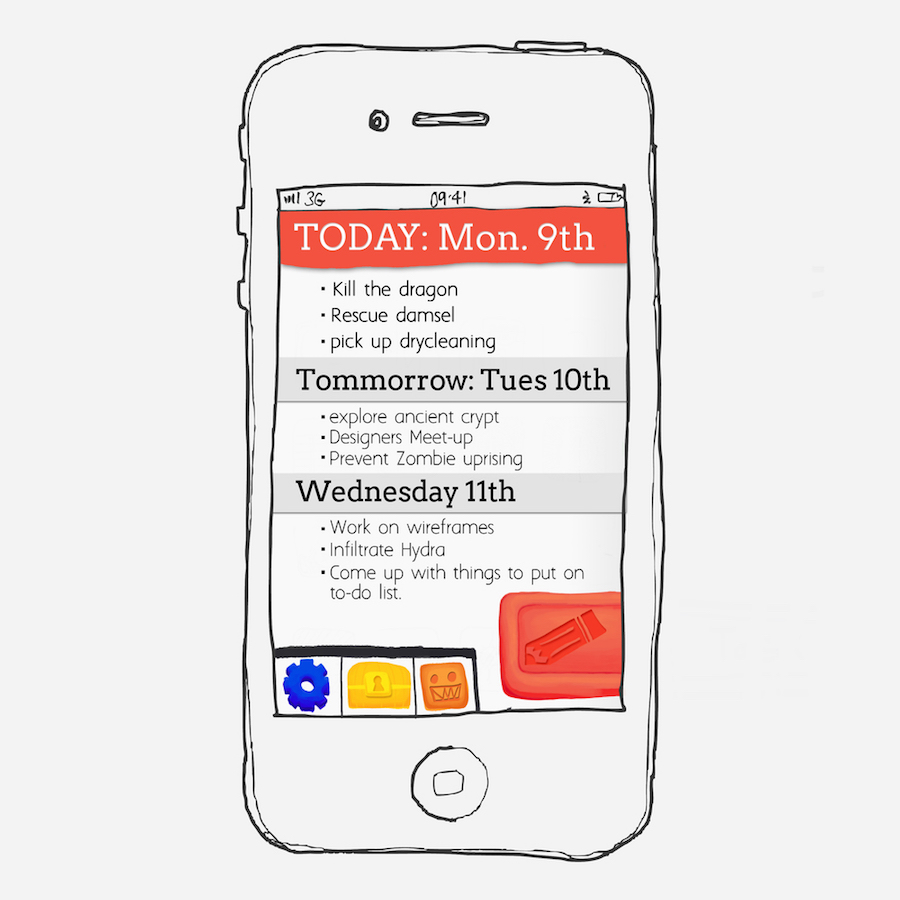 3G 09:41
TODAY: Mon. 9th
· Kill the dragon
· Rescue damsel
· pick up drycleaning
Tommorrow: Tues 10th
· explore ancient crypt
· Designers Meet-up
· Prevent Zombie uprising
Wednesday 11th
· Work on wireframes
· Infiltrate Hydra
· Come up with things to put on
to-do list.